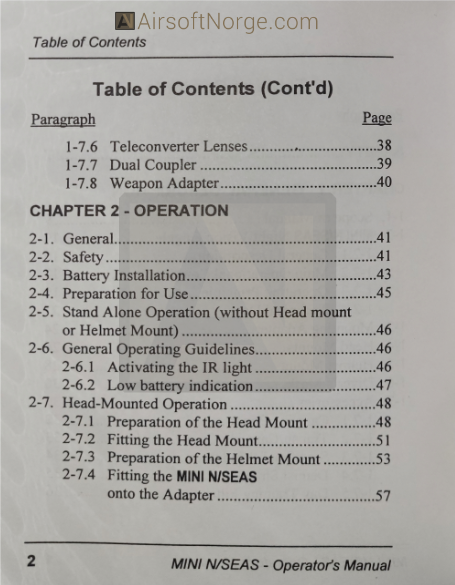 AirsoftNorge.com
Table of Contents
Table of Contents (Cont'd)
Paragraph Page
1-7.6 Teleconverter Lenses..........................38
1-7.7 Dual Coupler ....................................39
1-7.8 Weapon Adapter................................40
CHAPTER 2 - OPERATION
2-1. General......................................................41
2-2. Safety........................................................41
2-3. Battery Installation.......................................43
2-4. Preparation for Use......................................45
2-5. Stand Alone Operation (without Head mount
or Helmet Mount) ........................................46
2-6. General Operating Guidelines.........................46
2-6.1 Activating the IR light .........................46
2-6.2 Low battery indication.........................47
2-7. Head-Mounted Operation ..............................48
2-7.1 Preparation of the Head Mount .............48
2-7.2 Fitting the Head Mount........................51
2-7.3 Preparation of the Helmet Mount .............53
2-7.4 Fitting the MINI N/SEAS
onto the Adapter .................................57
2 MINI N/SEAS - Operator's Manual